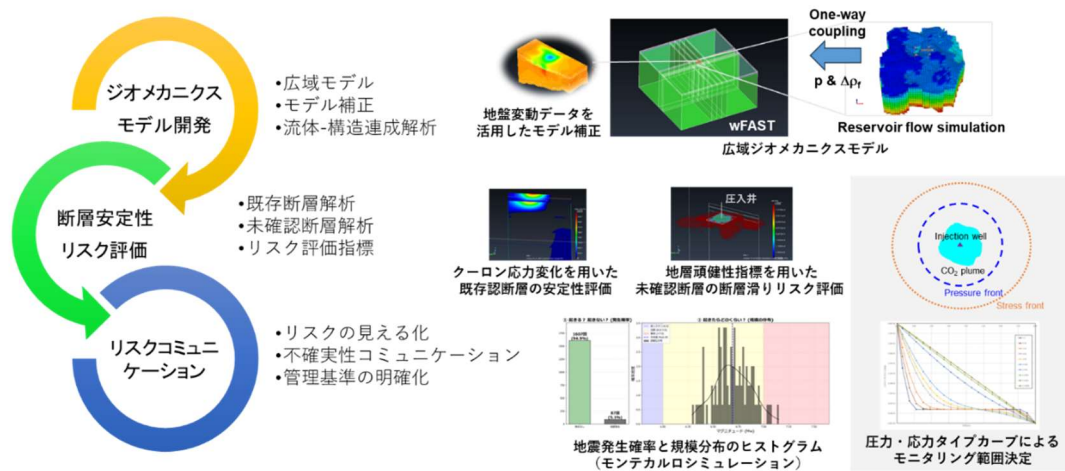 ジオメカニクス
モデル開発
•広域モデル
•モデル補正
•流体-構造連成解析
断層安定性
リスク評価
•既存断層解析
•未確認断層解析
•リスク評価指標
リスクコミュニ
ケーション
•リスクの見える化
•不確実性コミュニケーション
•管理基準の明確化
地盤変動データを
活用したモデル補正
wFAST
One-way
coupling
p & Δρf
Reservoir flow simulation
広域ジオメカニクスモデル
クーロン応力変化を用いた
既存認断層の安定性評価
圧入井
地層頑健性指標を用いた
未確認断層の断層滑りリスク評価
Injection well
CO₂ plume
Pressure front
Stress front
地震発生確率と規模分布のヒストグラム
（モンテカルロシミュレーション）
圧力・応力タイプカーブによる
モニタリング範囲決定